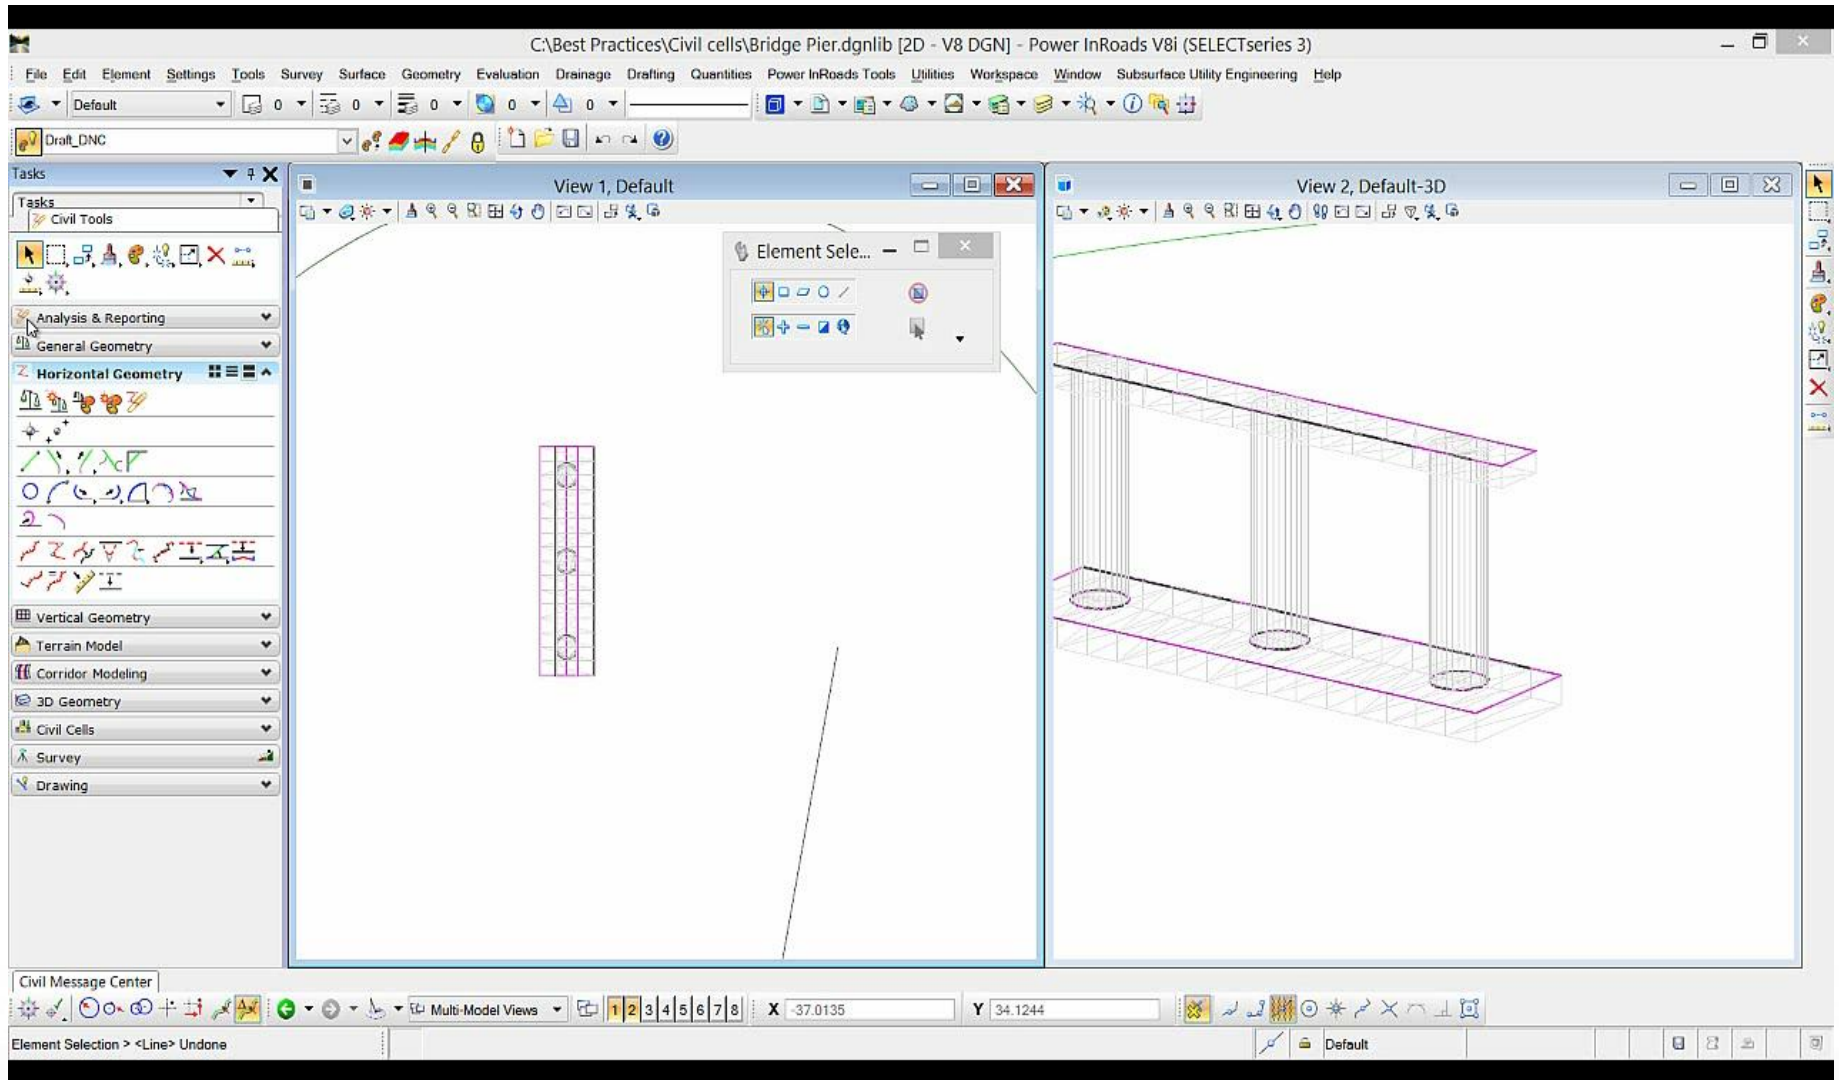 C:\Best Practices\Civil cells\Bridge Pier.dgnlib [2D - V8 DGN] - Power InRoads V8i (SELECTseries 3)
File Edit Element Settings Tools Survey Surface Geometry Evaluation Drainage Drafting Quantities Power InRoads Tools Utilities Workspace Window Subsurface Utility Engineering Help
Default 0 0 0 0 0
Draft_DNC
Tasks
Tasks
Civil Tools
Analysis & Reporting
General Geometry
Horizontal Geometry
Vertical Geometry
Terrain Model
Corridor Modeling
3D Geometry
Civil Cells
Survey
Drawing
View 1, Default
Element Sele...
View 2, Default-3D
Civil Message Center
Multi-Model Views 1 2 3 4 5 6 7 8 X -37.0135 Y 34.1244
Element Selection > <Line> Undone
Default